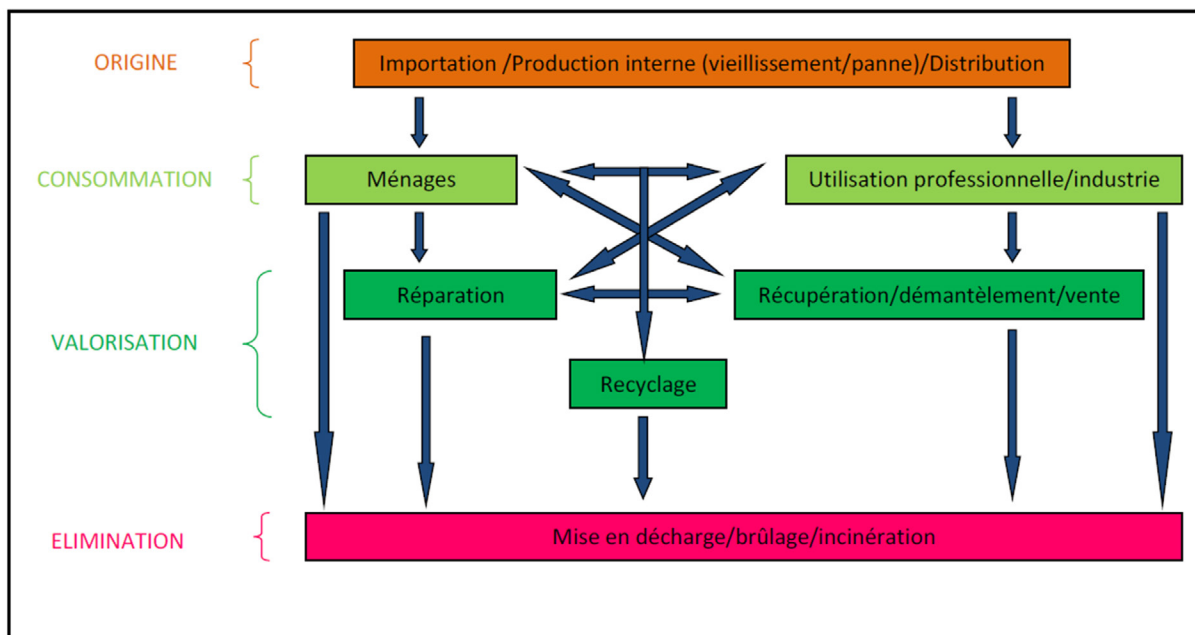 ORIGINE
Importation /Production interne (vieillissement/panne)/Distribution
CONSOMMATION
Ménages
Utilisation professionnelle/industrie
VALORISATION
Réparation
Récupération/démantèlement/vente
Recyclage
ELIMINATION
Mise en décharge/brûlage/incinération